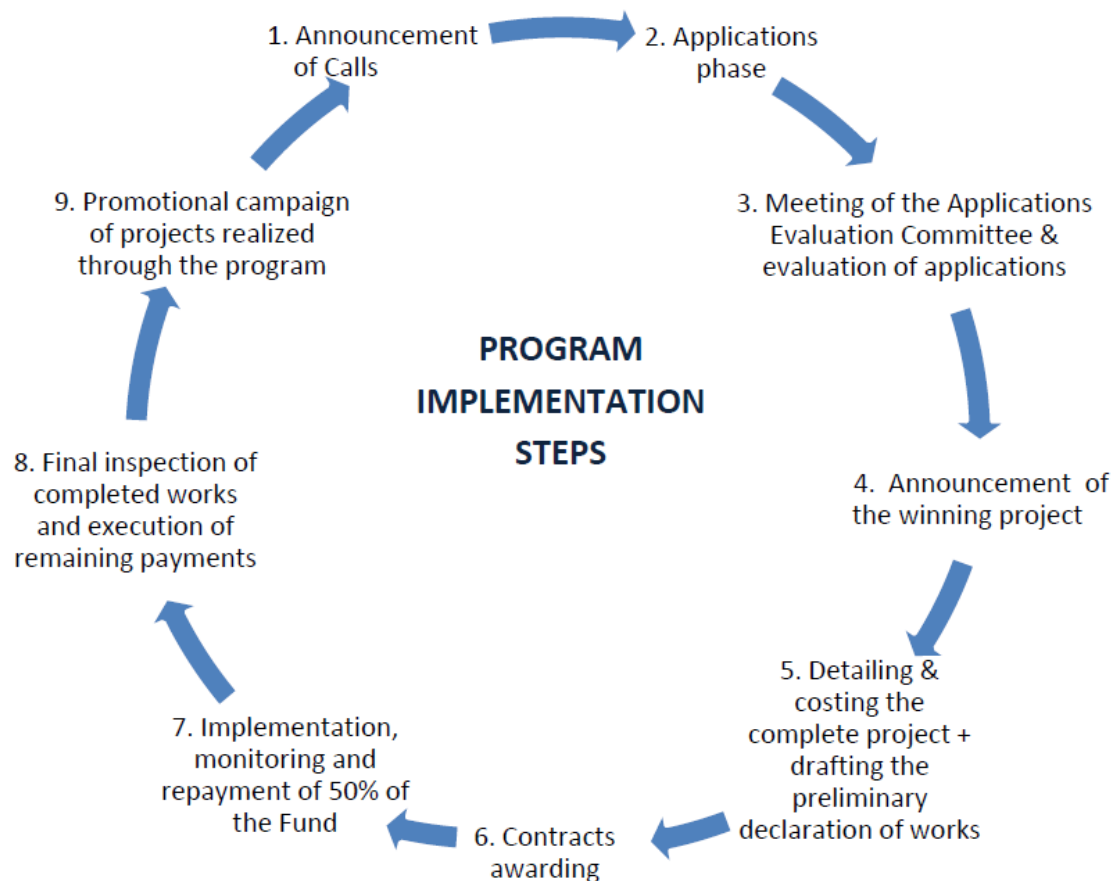 1. Announcement
of Calls
2. Applications
phase
3. Meeting of the Applications
Evaluation Committee &
evaluation of applications
4. Announcement of
the winning project
5. Detailing &
costing the
complete project +
drafting the
preliminary
declaration of works
6. Contracts
awarding
7. Implementation,
monitoring and
repayment of 50% of
the Fund
8. Final inspection of
completed works
and execution of
remaining payments
9. Promotional campaign
of projects realized
through the program
PROGRAM
IMPLEMENTATION
STEPS